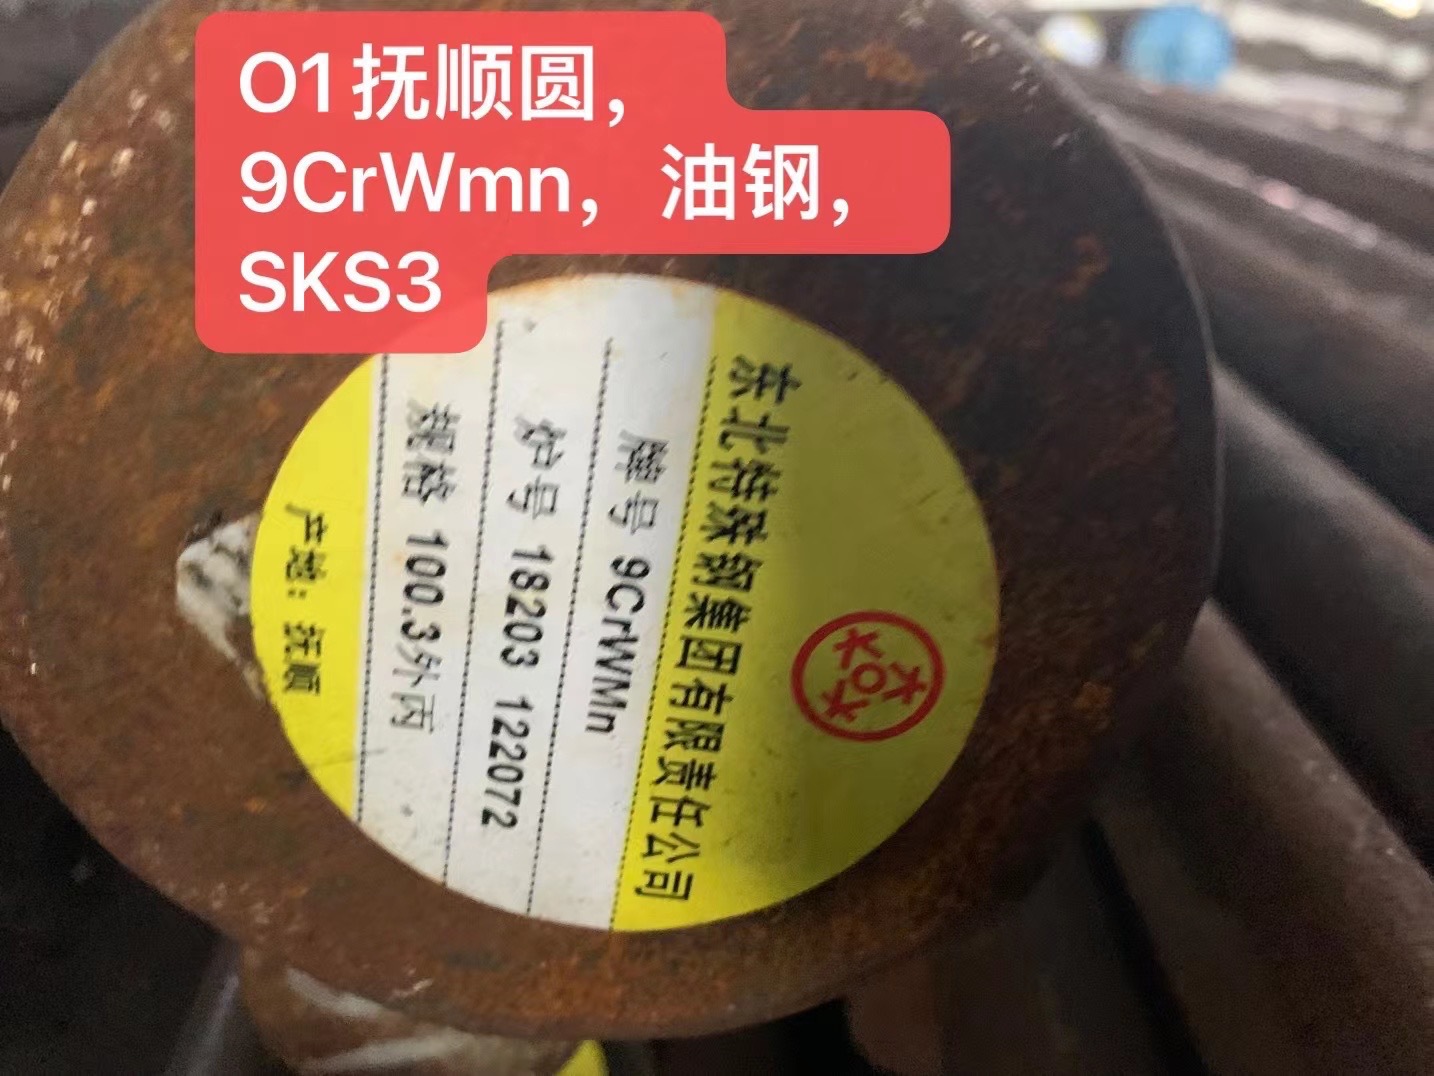 O1抚顺圆，
9CrWmn，油钢，
SKS3
东北特殊钢集团有限责任公司
牌号 9CrWMn
炉号 18203 122072
规格 100.3外丙
产地：抚顺